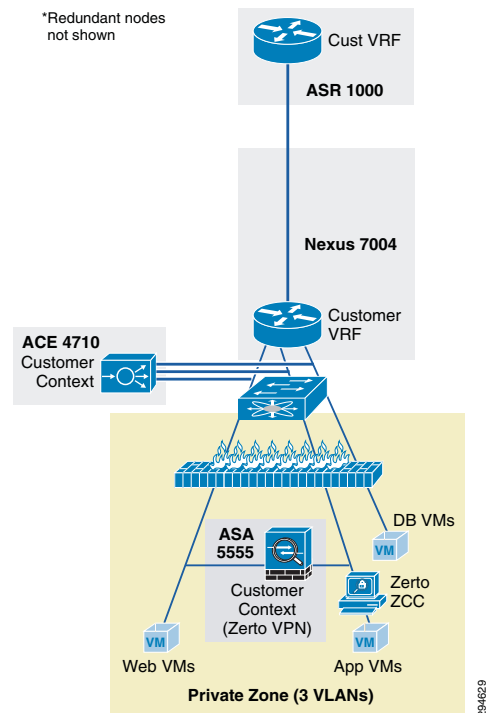 *Redundant nodes
not shown
Cust VRF
ASR 1000
Nexus 7004
Customer
VRF
ACE 4710
Customer
Context
DB VMs
VM
ASA
5555
Customer
Context
(Zerto VPN)
Zerto
ZCC
VM
VM
Web VMs
App VMs
Private Zone (3 VLANs)
294629